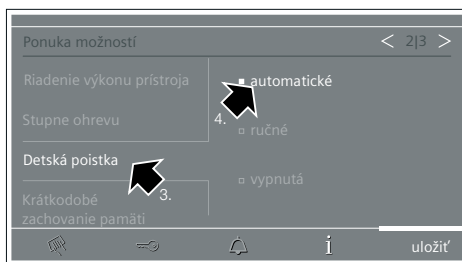 Ponuka možností
< 2|3 >
Riadenie výkonu prístroja
Stupne ohrevu
Detská poistka
Krátkodobé
zachovanie pamäti
automatické
ručné
vypnutá
4.
3.
i
uložiť